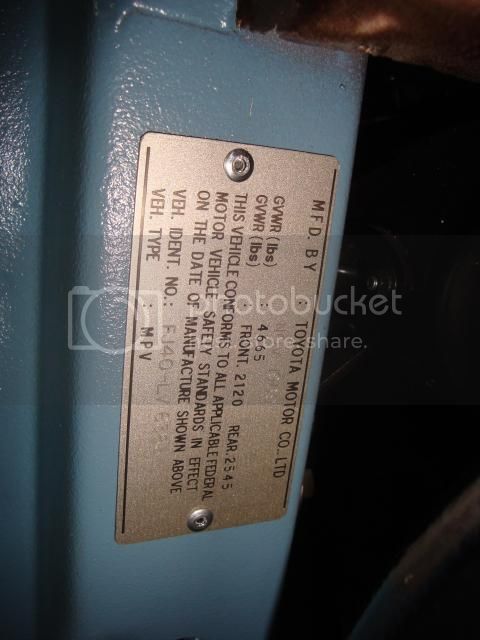 MFD. BY : TOYOTA MOTOR CO., LTD
GVWR (lbs) 4665
GVWR (lbs) FRONT. 2120 REAR. 2545
THIS VEHICLE CONFORMS TO ALL APPLICABLE FEDERAL
MOTOR VEHICLE SAFETY STANDARDS IN EFFECT
ON THE DATE OF MANUFACTURE SHOWN ABOVE
VEH. IDENT. NO.:
VEH. TYPE : MPV
photobucket